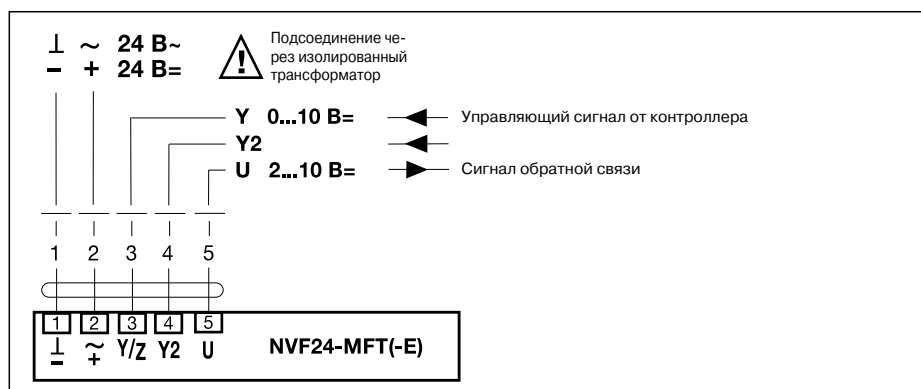 ⊥ ~ 24 В~
– + 24 В=
Подсоединение че-
рез изолированный
трансформатор
Y 0...10 В= Управляющий сигнал от контроллера
Y2
U 2...10 В= Сигнал обратной связи
1 2 3 4 5
1 2 3 4 5
⊥ ~ Y/Z Y2 U NVF24-MFT(-E)
– +